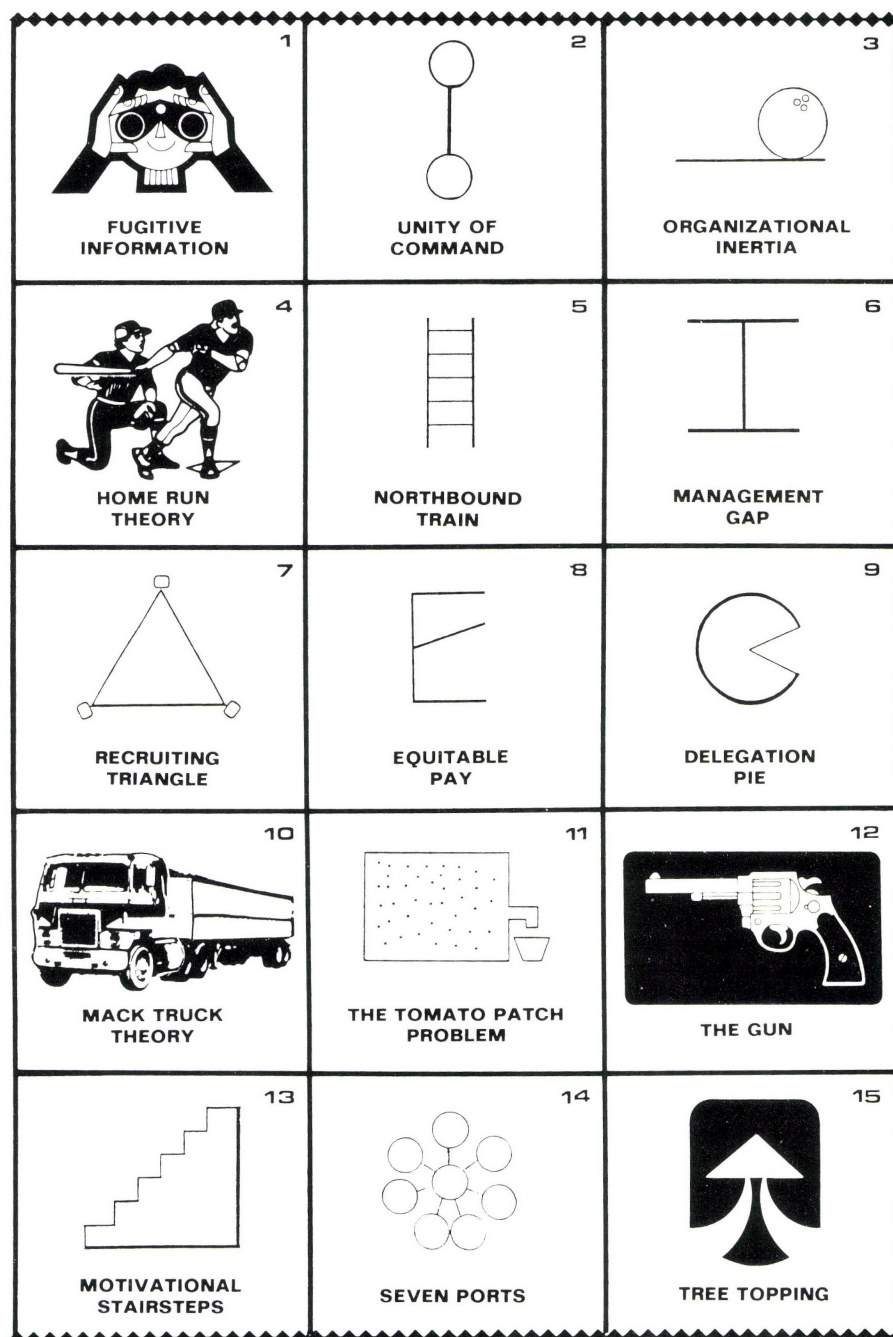 1
FUGITIVE
INFORMATION
2
UNITY OF
COMMAND
3
ORGANIZATIONAL
INERTIA
4
HOME RUN
THEORY
5
NORTHBOUND
TRAIN
6
MANAGEMENT
GAP
7
RECRUITING
TRIANGLE
8
EQUITABLE
PAY
9
DELEGATION
PIE
10
MACK TRUCK
THEORY
11
THE TOMATO PATCH
PROBLEM
12
THE GUN
13
MOTIVATIONAL
STAIRSTEPS
14
SEVEN PORTS
15
TREE TOPPING